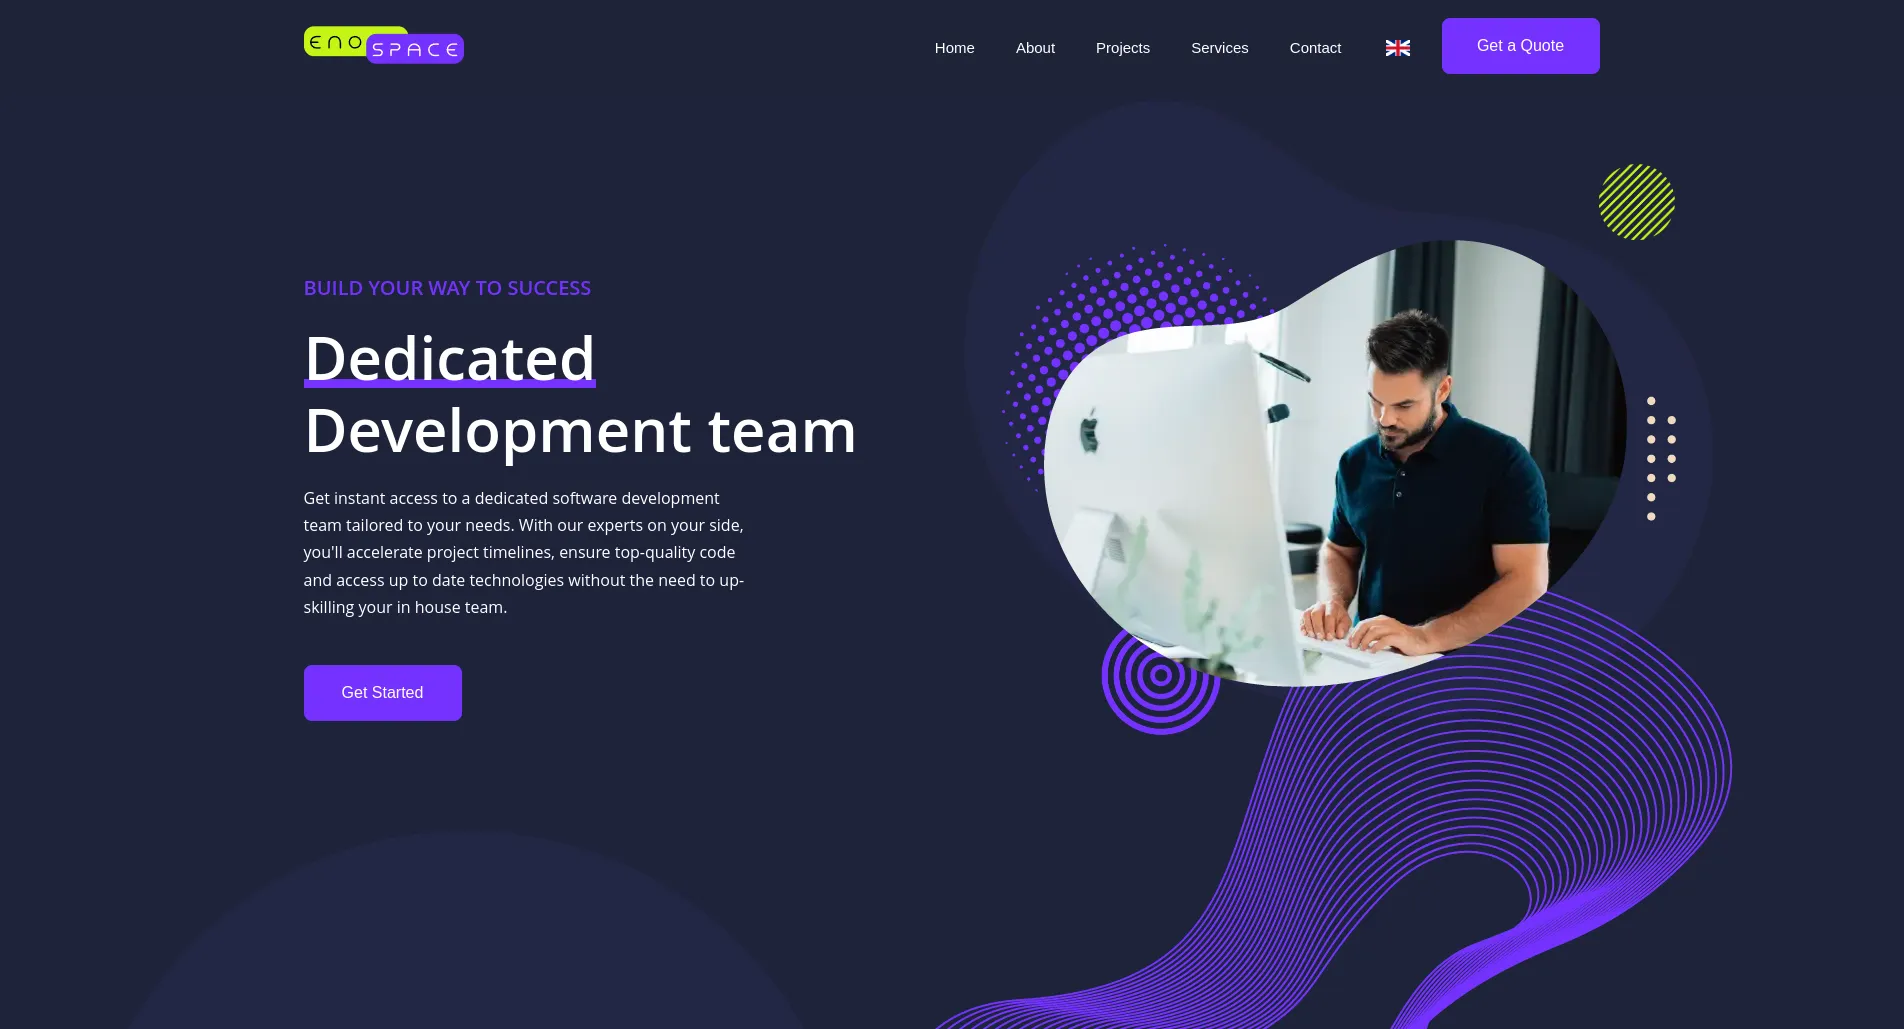 ENO
SPACE
Home
About
Projects
Services
Contact
Get a Quote
BUILD YOUR WAY TO SUCCESS
Dedicated
Development team
Get instant access to a dedicated software development
team tailored to your needs. With our experts on your side,
you'll accelerate project timelines, ensure top-quality code
and access up to date technologies without the need to up-
skilling your in house team.
Get Started